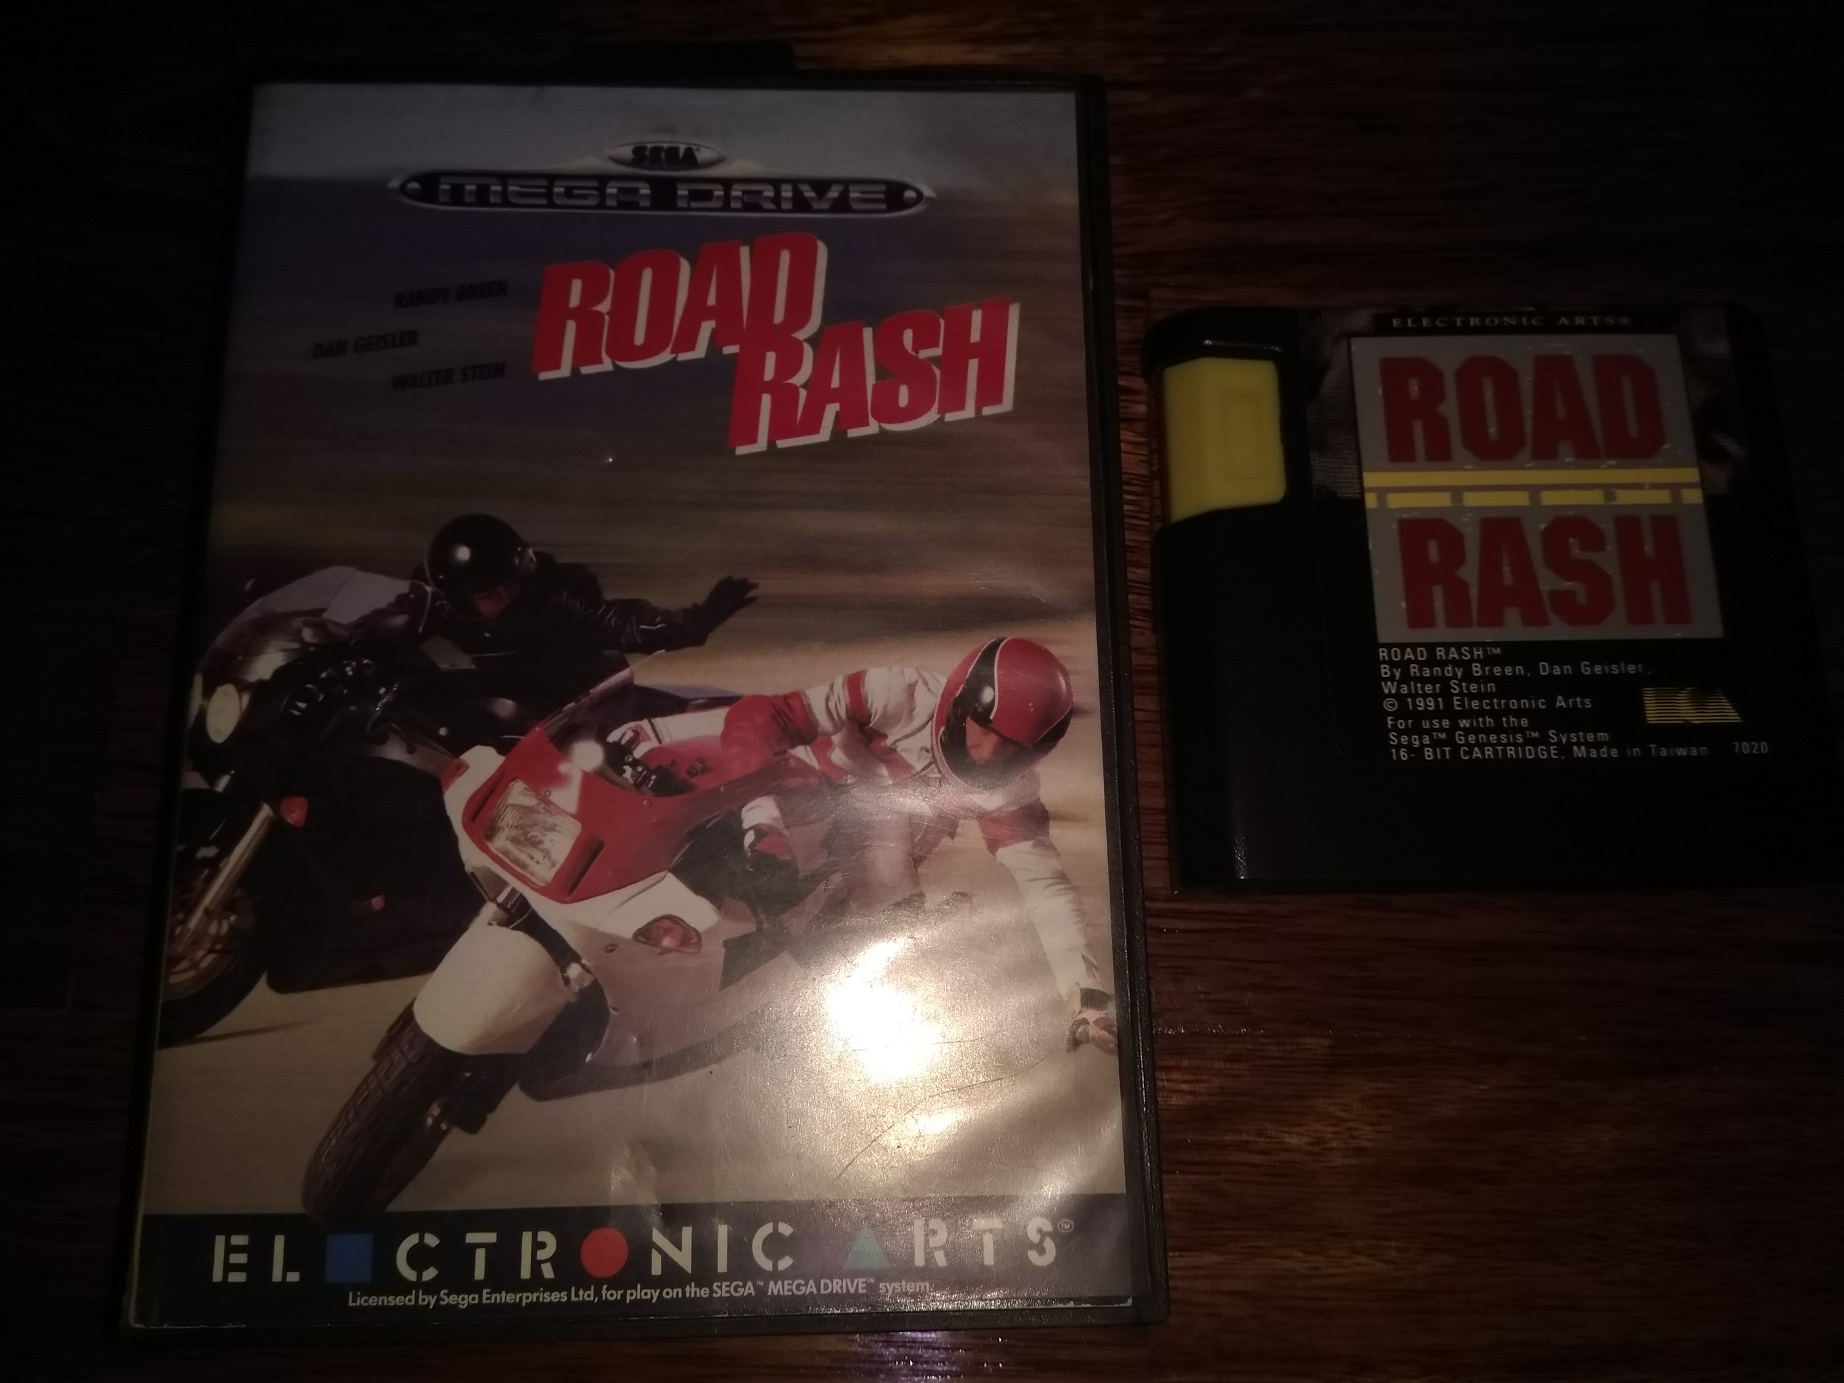 SEGA
MEGA DRIVE
RANDY BREEN
DAN GEISLER
WALTER STEIN
ROAD
RASH
ELECTRONIC ARTS™
Licensed by Sega Enterprises Ltd, for play on the SEGA™ MEGA DRIVE™ system.
ELECTRONIC ARTS®
ROAD
RASH
ROAD RASH™
By Randy Breen, Dan Geisler,
Walter Stein
© 1991 Electronic Arts
For use with the
Sega™ Genesis™ System
16- BIT CARTRIDGE, Made in Taiwan 7020
EA